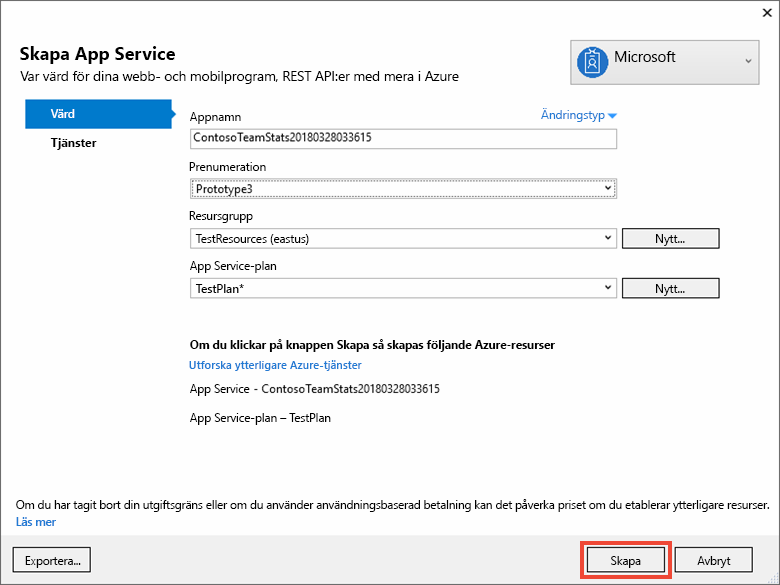 Skapa App Service
Var värd för dina webb- och mobilprogram, REST API:er med mera i Azure
Microsoft
Värd
Tjänster
Appnamn
Ändringstyp
ContosoTeamStats20180328033615
Prenumeration
Prototype3
Resursgrupp
TestResources (eastus)
Nytt...
App Service-plan
TestPlan*
Nytt...
Om du klickar på knappen Skapa så skapas följande Azure-resurser
Utforska ytterligare Azure-tjänster
App Service - ContosoTeamStats20180328033615
App Service-plan – TestPlan
Om du har tagit bort din utgiftsgräns eller om du använder användningsbaserad betalning kan det påverka priset om du etablerar ytterligare resurser.
Läs mer
Exportera...
Skapa
Avbryt